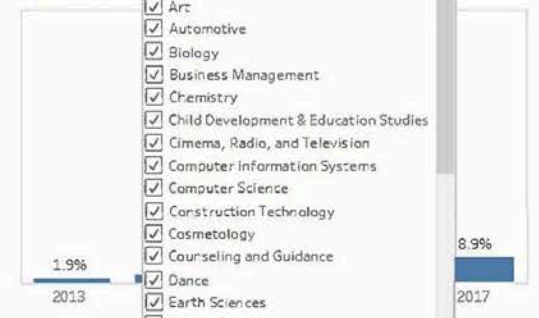 Art
Automotive
Biology
Business Management
Chemistry
Child Development & Education Studies
Cimema, Radio, and Television
Computer Information Systems
Computer Science
Construction Technology
Cosmetology
Counseling and Guidance
Dance
Earth Sciences
1.9%
8.9%
2013
2017